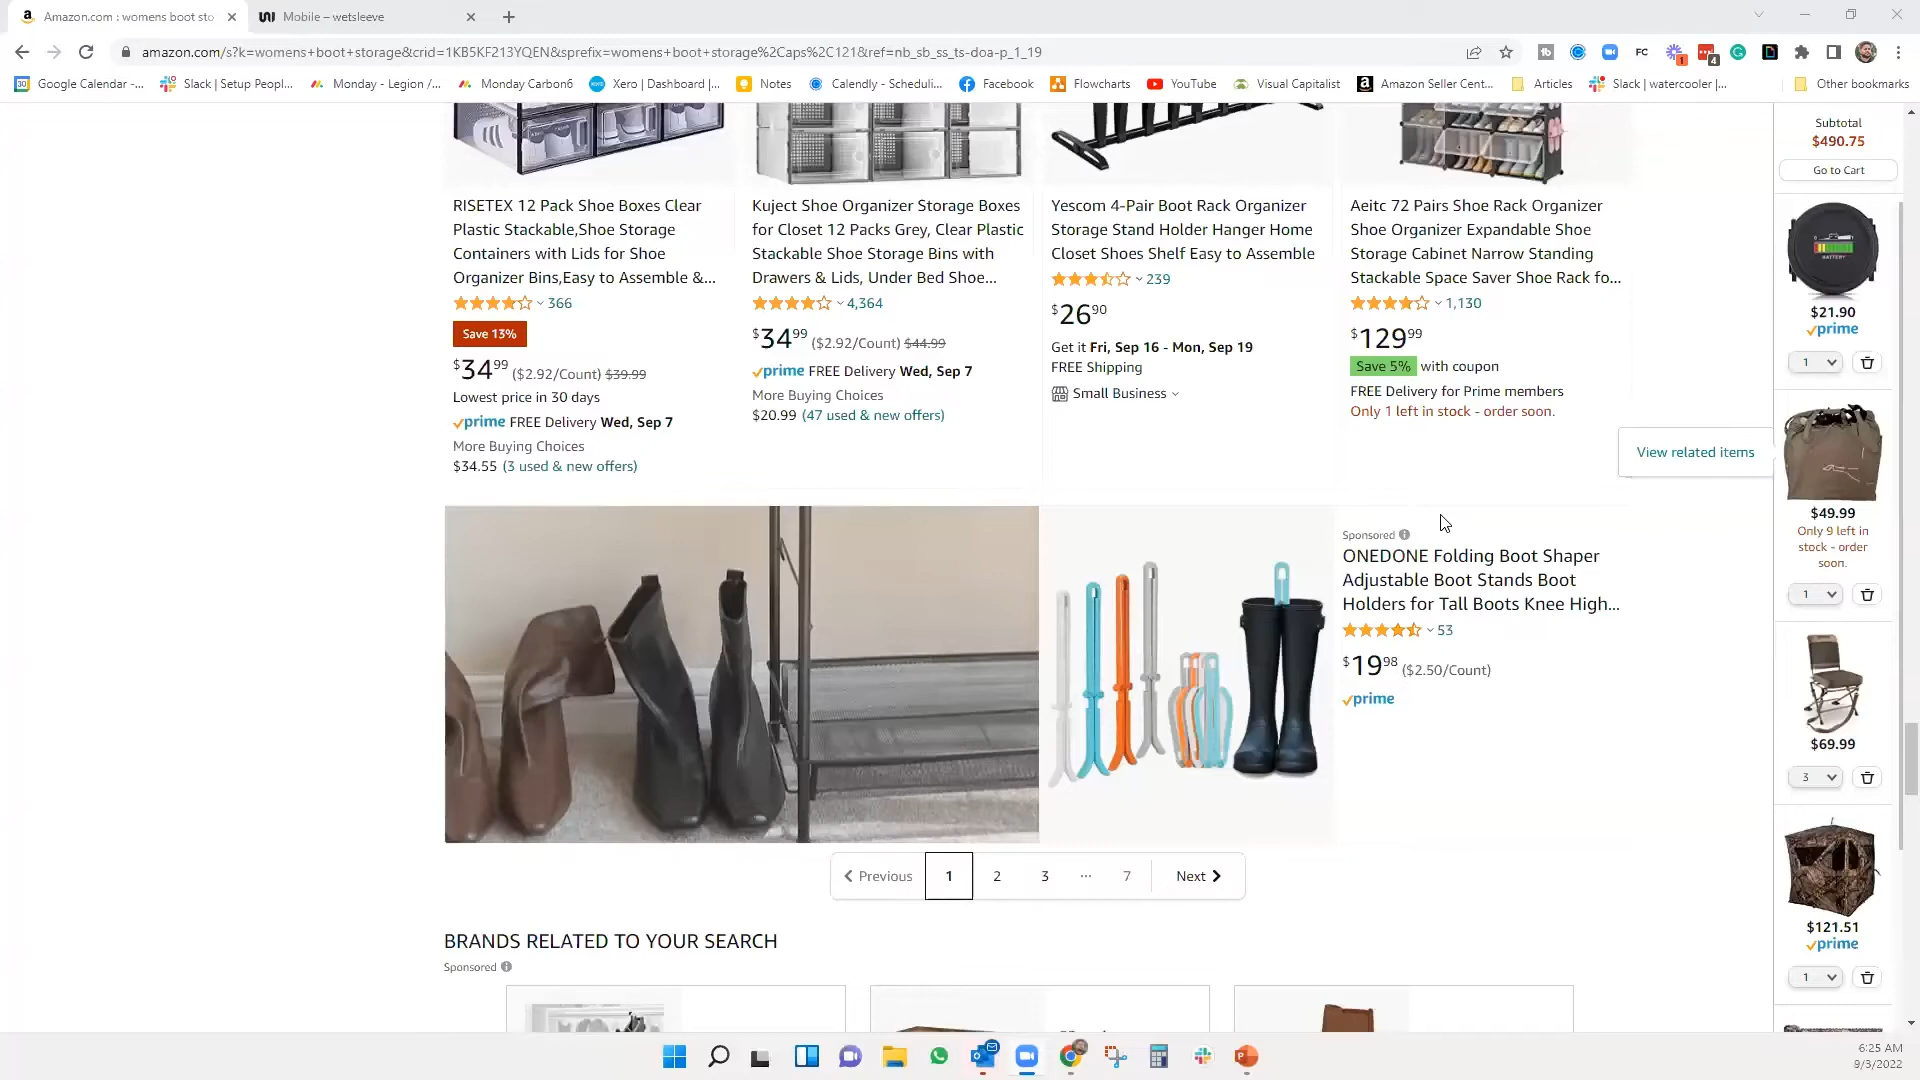 Amazon.com : womens boot sto
Mobile – wetsleeve
amazon.com/s?k=womens+boot+storage&crid=1KB5KF213YQEN&sprefix=womens+boot+storage%2Caps%2C121&ref=nb_sb_ss_ts-doa-p_1_19
Google Calendar -...
Slack | Setup Peopl...
Monday - Legion /...
Monday Carbon6
Xero | Dashboard |...
Notes
Calendly - Scheduli...
Facebook
Flowcharts
YouTube
Visual Capitalist
Amazon Seller Cent...
Articles
Slack | watercooler |...
Other bookmarks
Subtotal
$490.75
Go to Cart
RISETEX 12 Pack Shoe Boxes Clear
Plastic Stackable,Shoe Storage
Containers with Lids for Shoe
Organizer Bins,Easy to Assemble &...
366
Save 13%
$34.99 ($2.92/Count) $39.99
Lowest price in 30 days
prime FREE Delivery Wed, Sep 7
More Buying Choices
$34.55 (3 used & new offers)
Kuject Shoe Organizer Storage Boxes
for Closet 12 Packs Grey, Clear Plastic
Stackable Shoe Storage Bins with
Drawers & Lids, Under Bed Shoe...
4,364
$34.99 ($2.92/Count) $44.99
prime FREE Delivery Wed, Sep 7
More Buying Choices
$20.99 (47 used & new offers)
Yescom 4-Pair Boot Rack Organizer
Storage Stand Holder Hanger Home
Closet Shoes Shelf Easy to Assemble
239
$26.90
Get it Fri, Sep 16 - Mon, Sep 19
FREE Shipping
Small Business
Aeitc 72 Pairs Shoe Rack Organizer
Shoe Organizer Expandable Shoe
Storage Cabinet Narrow Standing
Stackable Space Saver Shoe Rack fo...
1,130
$129.99
Save 5% with coupon
FREE Delivery for Prime members
Only 1 left in stock - order soon.
View related items
BATTERY
$21.90
prime
1
$49.99
Only 9 left in
stock - order
soon.
1
$69.99
3
$121.51
prime
1
Sponsored
ONEDONE Folding Boot Shaper
Adjustable Boot Stands Boot
Holders for Tall Boots Knee High...
53
$19.98 ($2.50/Count)
prime
Previous 1 2 3 ... 7 Next
BRANDS RELATED TO YOUR SEARCH
Sponsored
6:25 AM
9/3/2022